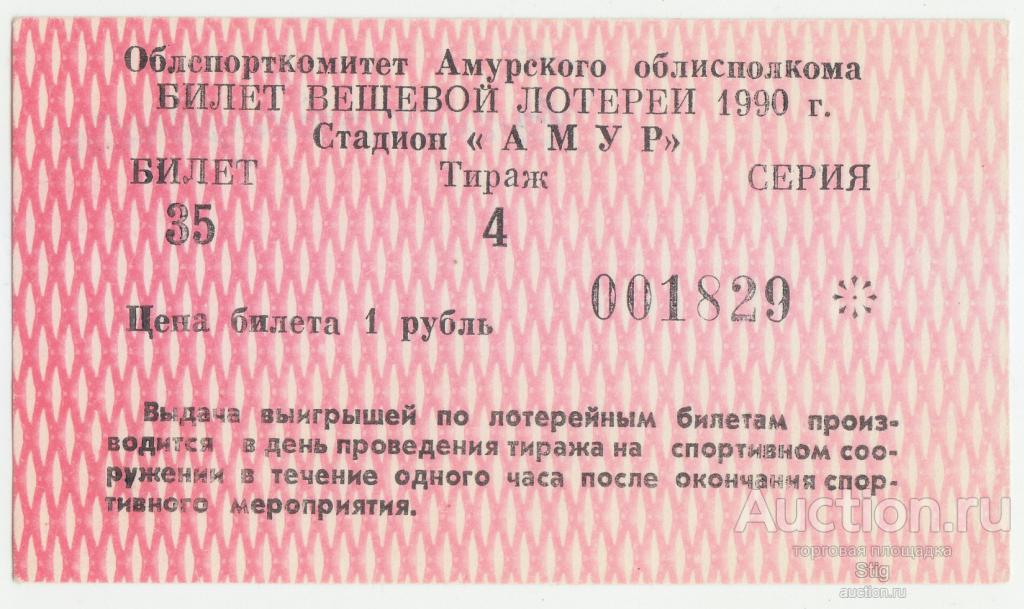 Облспорткомитет Амурского облисполкома
БИЛЕТ ВЕЩЕВОЙ ЛОТЕРЕИ 1990 г.
Стадион « А М У Р »
БИЛЕТ Тираж СЕРИЯ
35 4
001829
Цена билета 1 рубль
Выдача выигрышей по лотерейным билетам произ-
водится в день проведения тиража на спортивном соо-
ружении в течение одного часа после окончания спор-
тивного мероприятия.
Auction.ru
торговая площадка
Stig
auction.ru